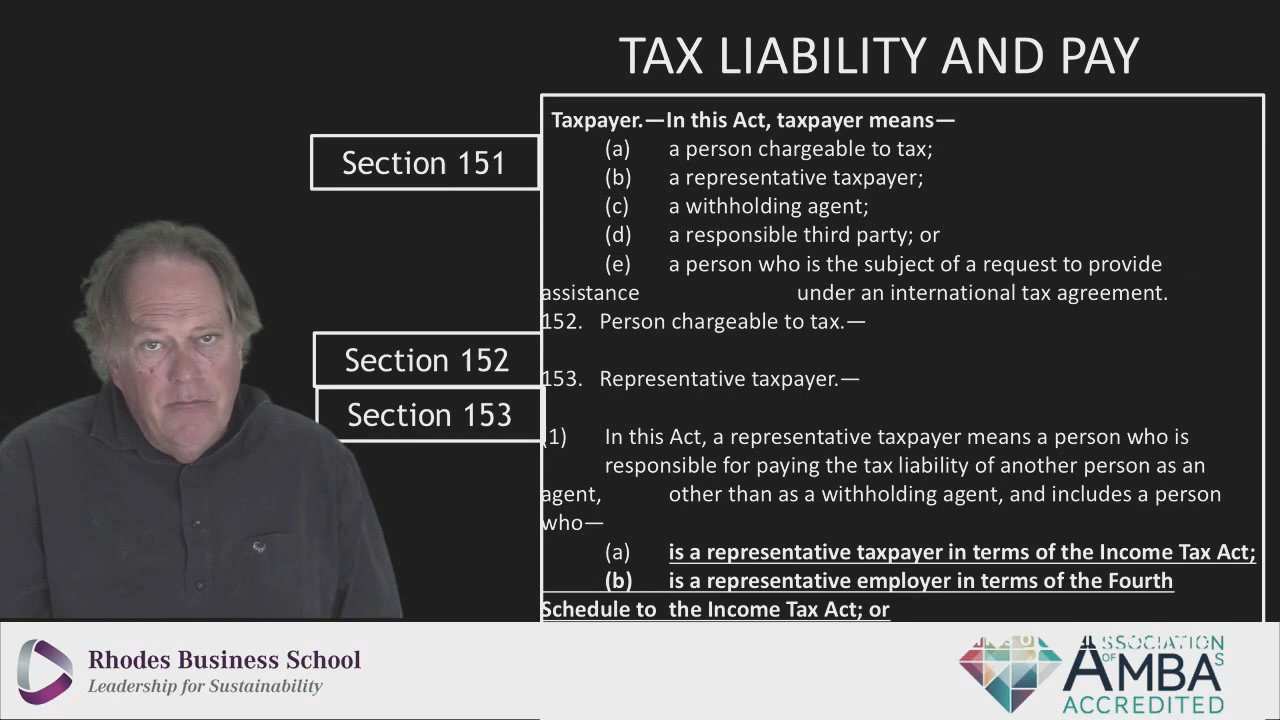 TAX LIABILITY AND PAY
Section 151
Taxpayer.—In this Act, taxpayer means—
(a) a person chargeable to tax;
(b) a representative taxpayer;
(c) a withholding agent;
(d) a responsible third party; or
(e) a person who is the subject of a request to provide
assistance under an international tax agreement.
Section 152
152. Person chargeable to tax.—
Section 153
153. Representative taxpayer.—
(1) In this Act, a representative taxpayer means a person who is
responsible for paying the tax liability of another person as an
agent, other than as a withholding agent, and includes a person
who—
(a) is a representative taxpayer in terms of the Income Tax Act;
(b) is a representative employer in terms of the Fourth
Schedule to the Income Tax Act; or
Rhodes Business School
Leadership for Sustainability
ASSOCIATION
OF
AMBA
S
ACCREDITED